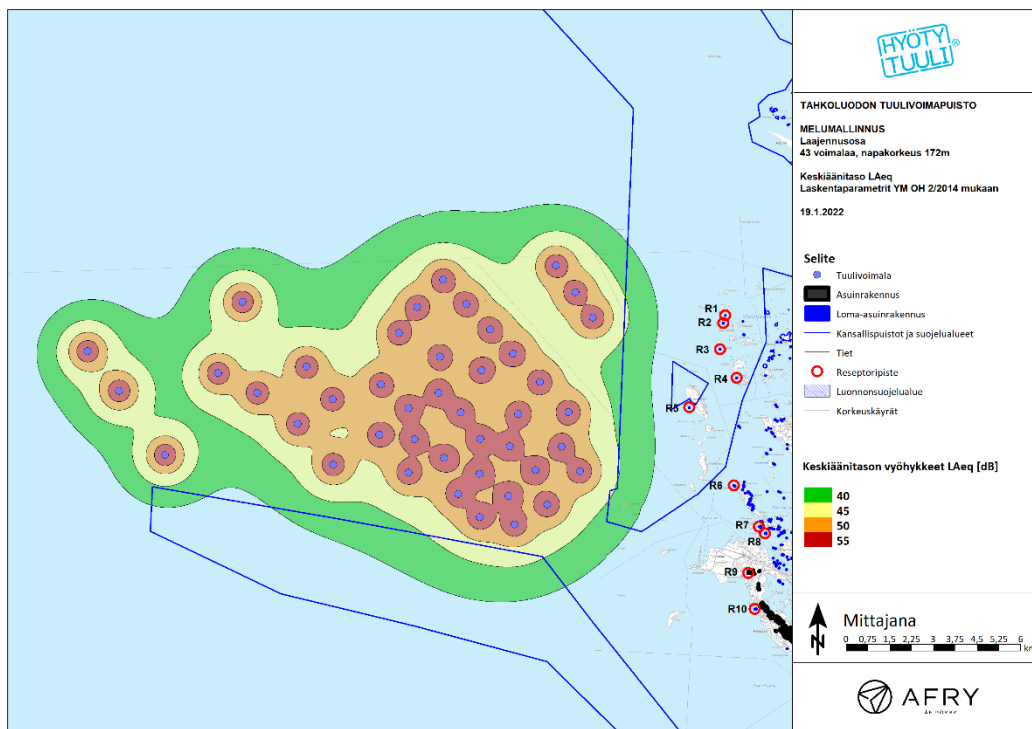 HYÖTY
TUULI®
TAHKOLUODON TUULIVOIMAPUISTO
MELUMALLINNUS
Laajennusosa
43 voimalaa, napakorkeus 172m
Keskiäänitaso LAeq
Laskentaparametrit YM OH 2/2014 mukaan
19.1.2022
Selite
Tuulivoimala
Asuinrakennus
Loma-asuinrakennus
Kansallispuistot ja suojelualueet
Tiet
Reseptoripiste
Luonnonsuojelualue
Korkeuskäyrät
Keskiäänitason vyöhykkeet LAeq [dB]
40
45
50
55
N
Mittajana
0 0,75 1,5 2,25 3 3,75 4,5 5,25 6
km
AFRY
ÅF PÖYRY
R1
R2
R3
R4
R5
R6
R7
R8
R9
R10